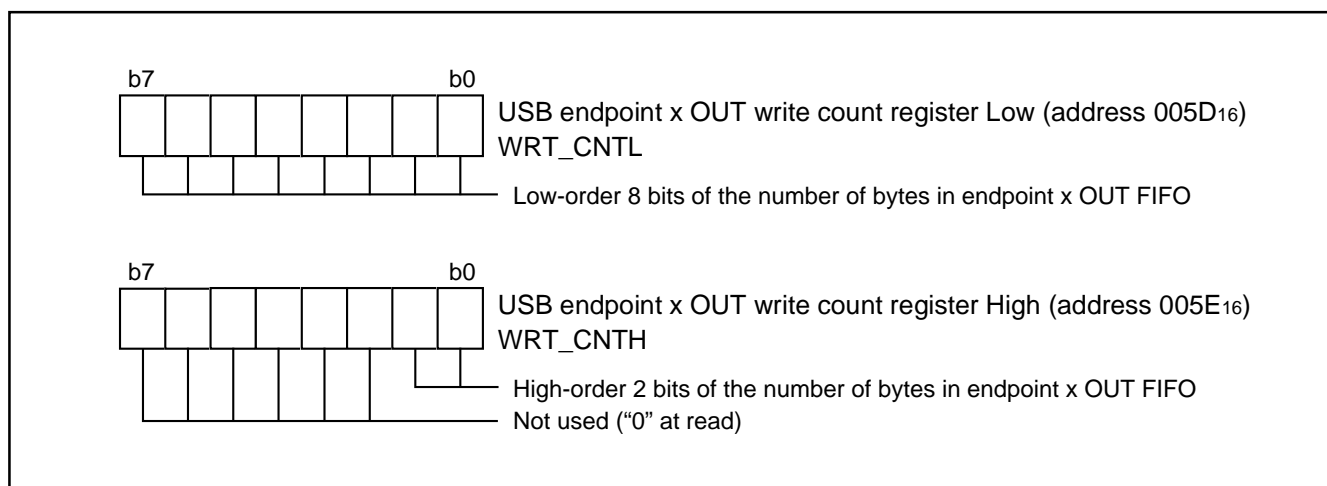 b7 b0
USB endpoint x OUT write count register Low (address 005D16)
WRT_CNTL
Low-order 8 bits of the number of bytes in endpoint x OUT FIFO
b7 b0
USB endpoint x OUT write count register High (address 005E16)
WRT_CNTH
High-order 2 bits of the number of bytes in endpoint x OUT FIFO
Not used (“0” at read)